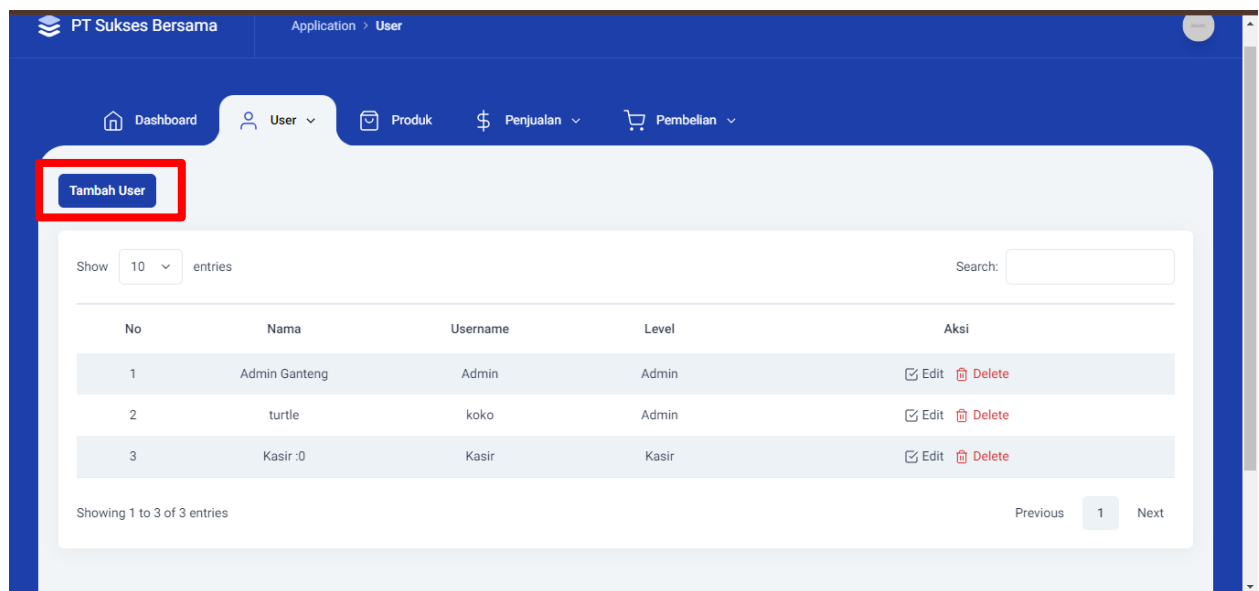 PT Sukses Bersama Application > User
Dashboard User Produk Penjualan Pembelian
Tambah User
Show 10 entries Search:
No Nama Username Level Aksi
1 Admin Ganteng Admin Admin Edit Delete
2 turtle koko Admin Edit Delete
3 Kasir :0 Kasir Kasir Edit Delete
Showing 1 to 3 of 3 entries Previous 1 Next